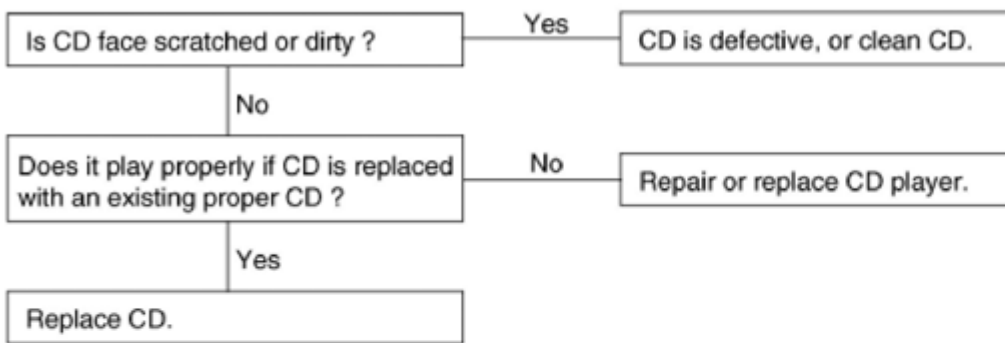 Is CD face scratched or dirty ?
Yes
CD is defective, or clean CD.
No
Does it play properly if CD is replaced
with an existing proper CD ?
No
Repair or replace CD player.
Yes
Replace CD.